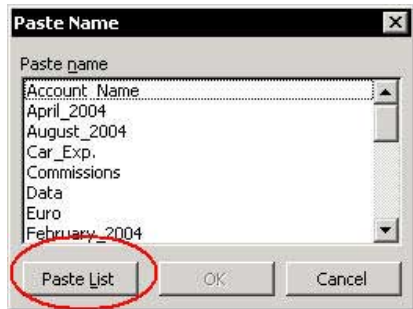 Paste Name
Paste name
Account_Name
April_2004
August_2004
Car_Exp.
Commissions
Data
Euro
February_2004
Paste List
OK
Cancel